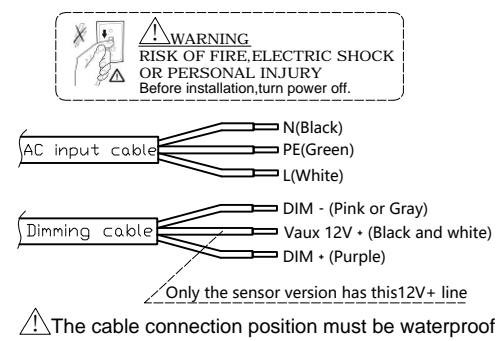 WARNING
RISK OF FIRE,ELECTRIC SHOCK
OR PERSONAL INJURY
Before installation,turn power off.
AC input cable
N(Black)
PE(Green)
L(White)
Dimming cable
DIM - (Pink or Gray)
Vaux 12V + (Black and white)
DIM + (Purple)
Only the sensor version has this12V+ line
The cable connection position must be waterproof